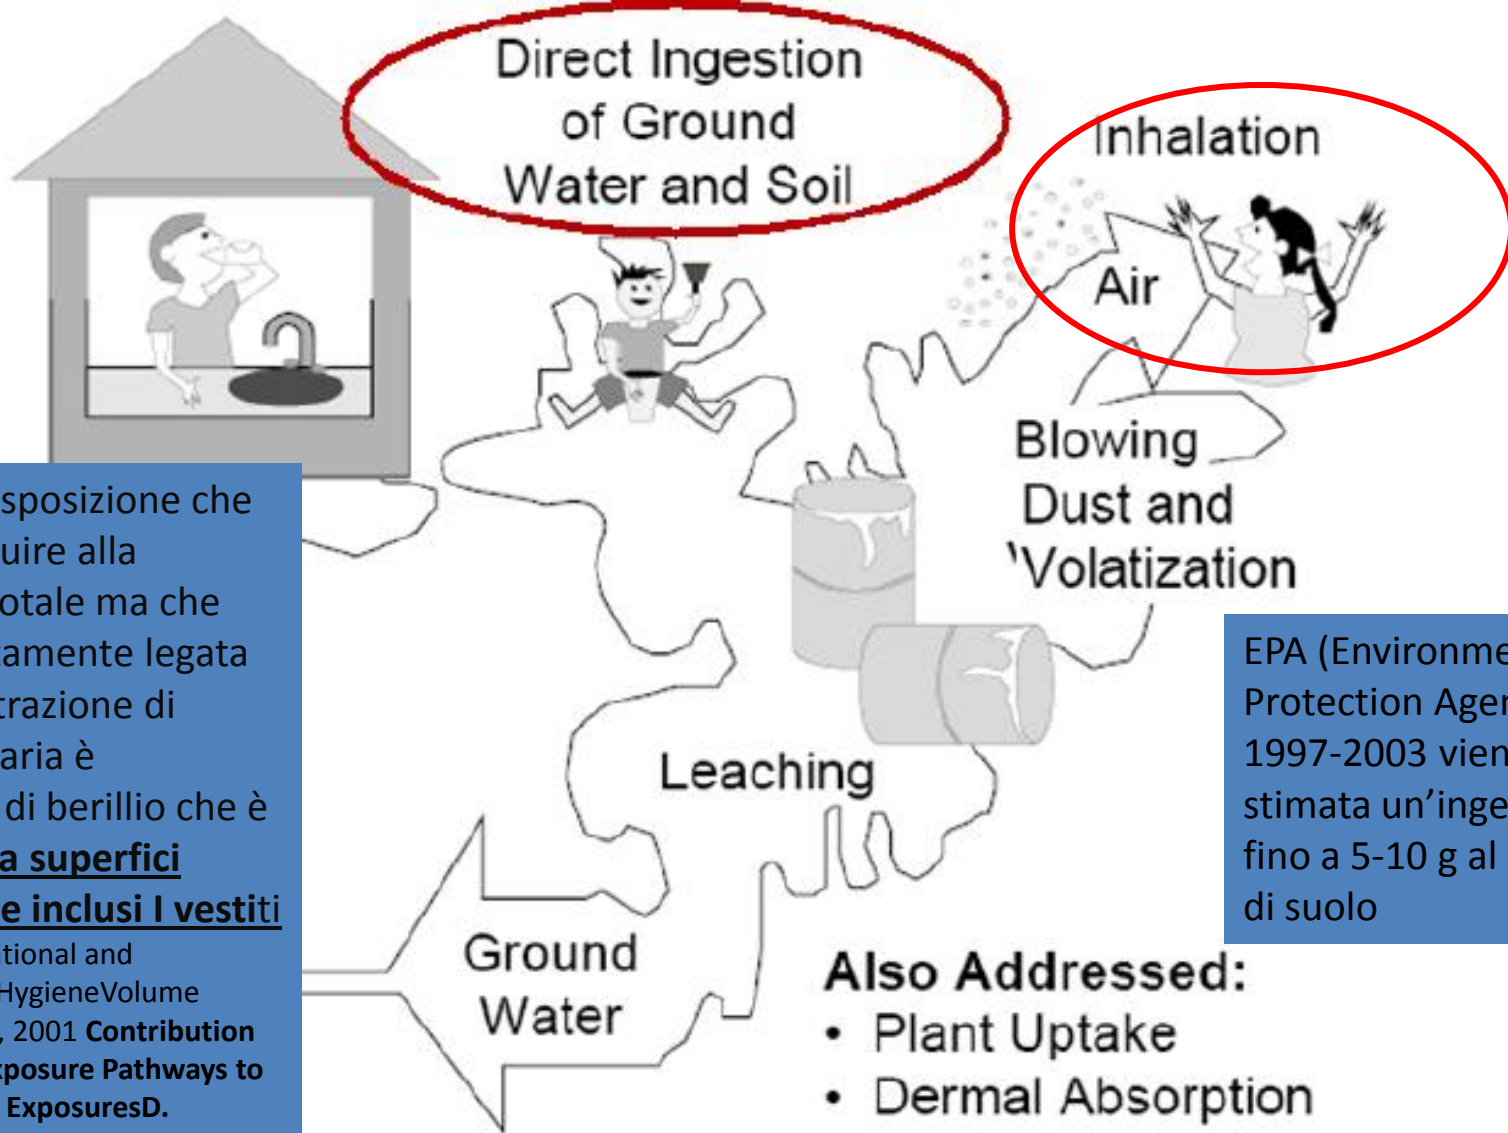 Direct Ingestion
of Ground
Water and Soil
Inhalation
Air
Blowing
Dust and
Volatization
sposizione che
uire alla
otale ma che
tamente legata
trazione di
aria è
di berillio che è
a superfici
e inclusi I vestiti
tional and
HygieneVolume
, 2001 Contribution
xposure Pathways to
ExposuresD.
EPA (Environme
Protection Agen
1997-2003 vien
stimata un’inge
fino a 5-10 g al
di suolo
Leaching
Ground
Water
Also Addressed:
• Plant Uptake
• Dermal Absorption